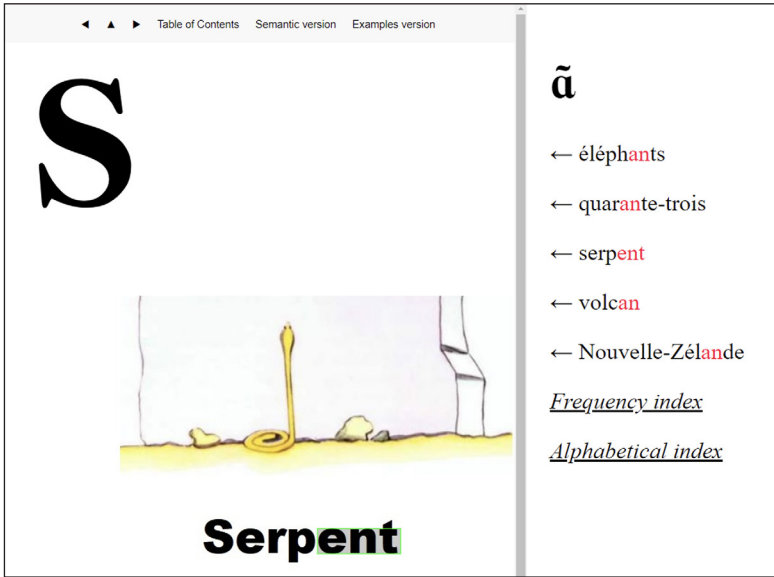 ◄ ▲ ► Table of Contents Semantic version Examples version
S
Serpent
ã
← éléphants
← quarante-trois
← serpent
← volcan
← Nouvelle-Zélande
Frequency index
Alphabetical index